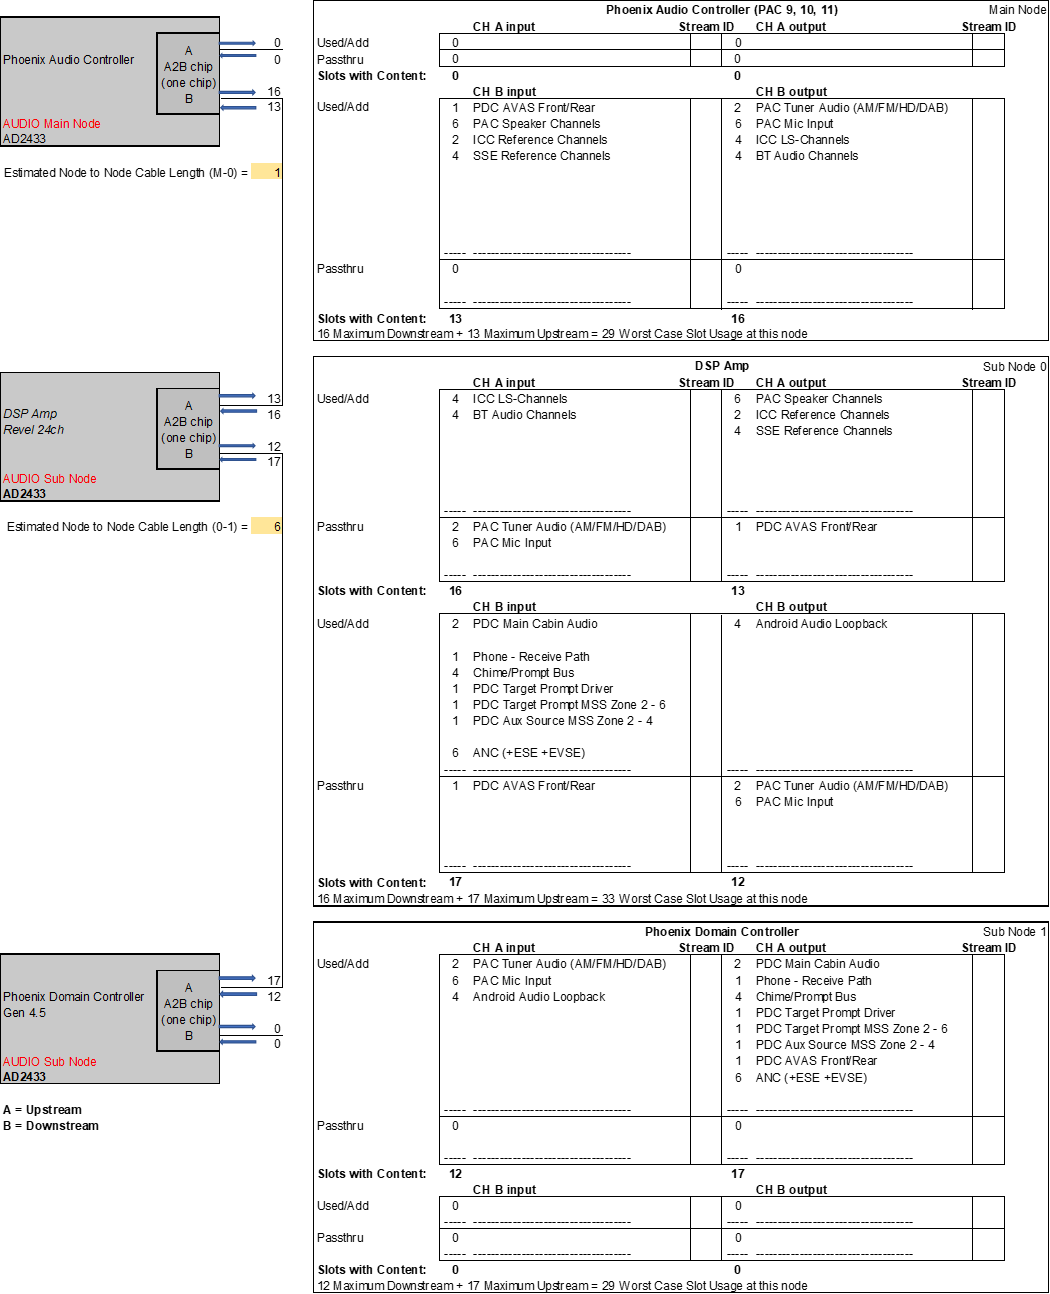 Phoenix Audio Controller
A
A2B chip
(one chip)
B
0
0
16
13
AUDIO Main Node
AD2433
Estimated Node to Node Cable Length (M-0) = 1
DSP Amp
Revel 24ch
A
A2B chip
(one chip)
B
13
16
12
17
AUDIO Sub Node
AD2433
Estimated Node to Node Cable Length (0-1) = 6
Phoenix Domain Controller
Gen 4.5
A
A2B chip
(one chip)
B
17
12
0
0
AUDIO Sub Node
AD2433
A = Upstream
B = Downstream
Phoenix Audio Controller (PAC 9, 10, 11) Main Node
CH A input Stream ID CH A output Stream ID
Used/Add 0 0
Passthru 0 0
Slots with Content: 0 0
CH B input CH B output
Used/Add 1 PDC AVAS Front/Rear 2 PAC Tuner Audio (AM/FM/HD/DAB)
6 PAC Speaker Channels 6 PAC Mic Input
2 ICC Reference Channels 4 ICC LS-Channels
4 SSE Reference Channels 4 BT Audio Channels
Passthru 0 0
Slots with Content: 13 16
16 Maximum Downstream + 13 Maximum Upstream = 29 Worst Case Slot Usage at this node
DSP Amp Sub Node 0
CH A input Stream ID CH A output Stream ID
Used/Add 4 ICC LS-Channels 6 PAC Speaker Channels
4 BT Audio Channels 2 ICC Reference Channels
4 SSE Reference Channels
Passthru 2 PAC Tuner Audio (AM/FM/HD/DAB) 1 PDC AVAS Front/Rear
6 PAC Mic Input
Slots with Content: 16 13
CH B input CH B output
Used/Add 2 PDC Main Cabin Audio 4 Android Audio Loopback
1 Phone - Receive Path
4 Chime/Prompt Bus
1 PDC Target Prompt Driver
1 PDC Target Prompt MSS Zone 2 - 6
1 PDC Aux Source MSS Zone 2 - 4
6 ANC (+ESE +EVSE)
Passthru 1 PDC AVAS Front/Rear 2 PAC Tuner Audio (AM/FM/HD/DAB)
6 PAC Mic Input
Slots with Content: 17 12
16 Maximum Downstream + 17 Maximum Upstream = 33 Worst Case Slot Usage at this node
Phoenix Domain Controller Sub Node 1
CH A input Stream ID CH A output Stream ID
Used/Add 2 PAC Tuner Audio (AM/FM/HD/DAB) 2 PDC Main Cabin Audio
6 PAC Mic Input 1 Phone - Receive Path
4 Android Audio Loopback 4 Chime/Prompt Bus
1 PDC Target Prompt Driver
1 PDC Target Prompt MSS Zone 2 - 6
1 PDC Aux Source MSS Zone 2 - 4
1 PDC AVAS Front/Rear
6 ANC (+ESE +EVSE)
Passthru 0 0
Slots with Content: 12 17
CH B input CH B output
Used/Add 0 0
Passthru 0 0
Slots with Content: 0 0
12 Maximum Downstream + 17 Maximum Upstream = 29 Worst Case Slot Usage at this node